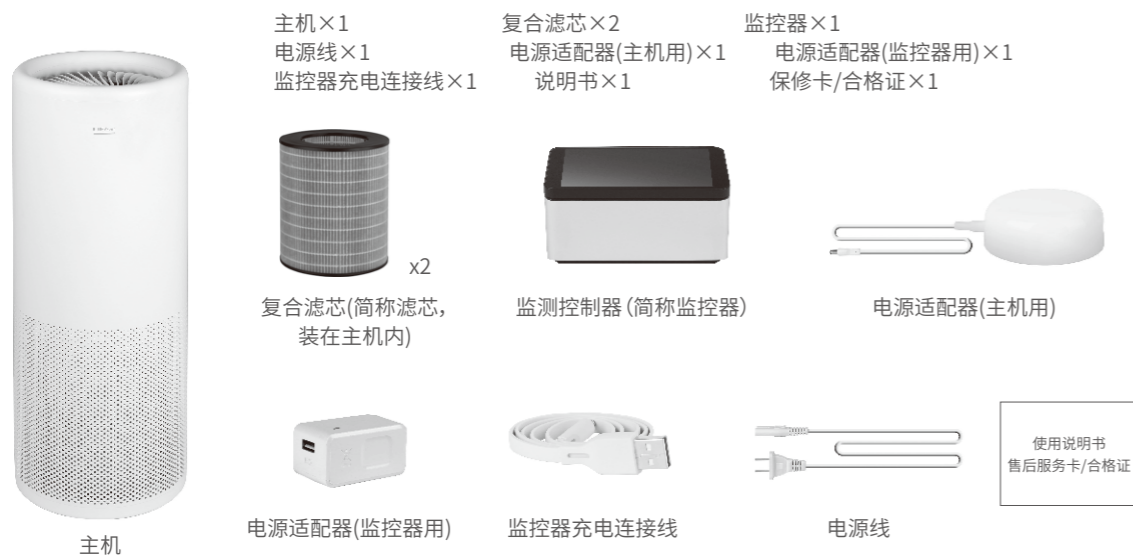 主机×1
复合滤芯×2
监控器×1
电源线×1
电源适配器(主机用)×1
电源适配器(监控器用)×1
监控器充电连接线×1
说明书×1
保修卡/合格证×1
x2
复合滤芯(简称滤芯,
装在主机内)
监测控制器(简称监控器)
电源适配器(主机用)
电源适配器(监控器用)
监控器充电连接线
电源线
使用说明书
售后服务卡/合格证
主机